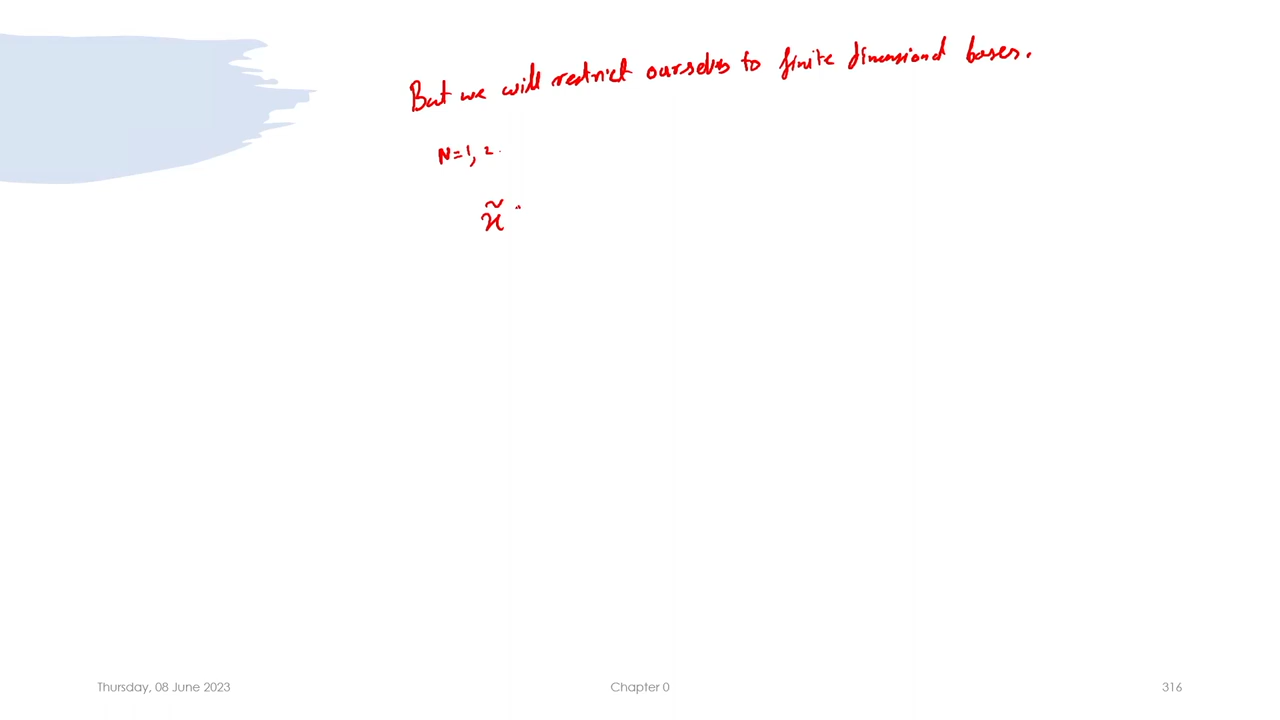 But we will restrict ourselves to finite dimensional bases.
N=1, 2.
x̃
Thursday, 08 June 2023
Chapter 0
316